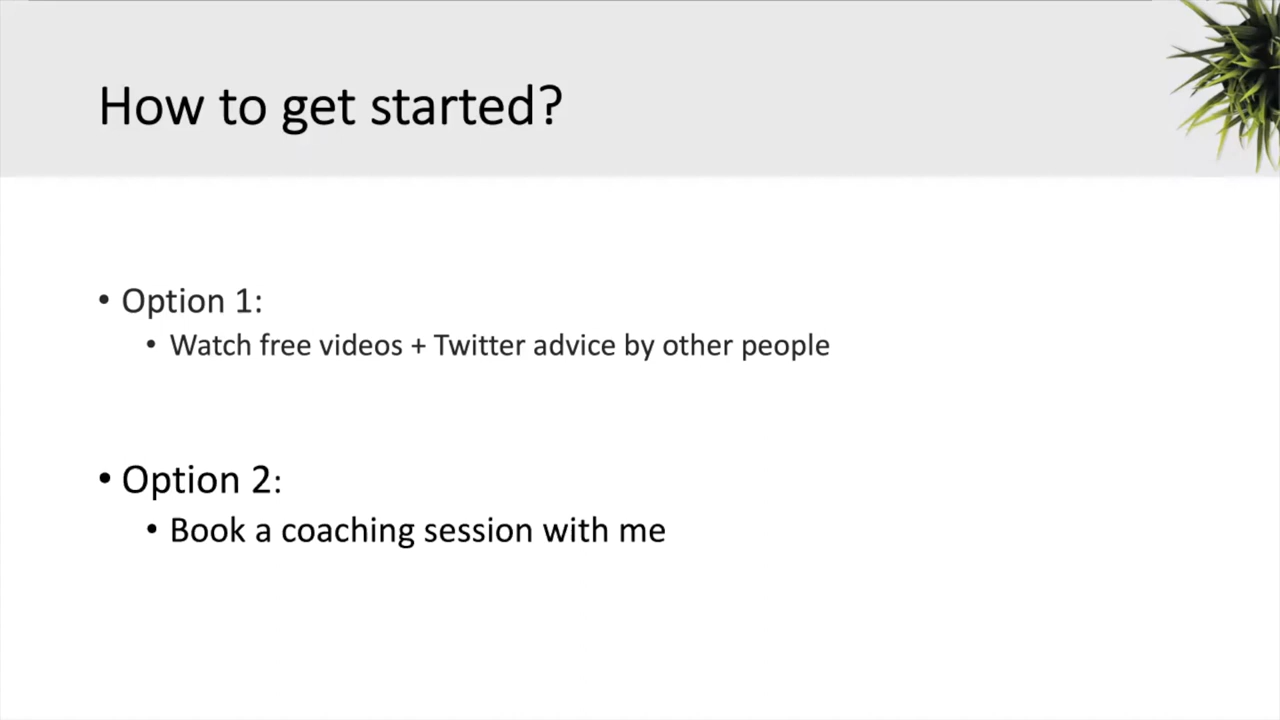 How to get started?
• Option 1:
• Watch free videos + Twitter advice by other people
• Option 2:
• Book a coaching session with me